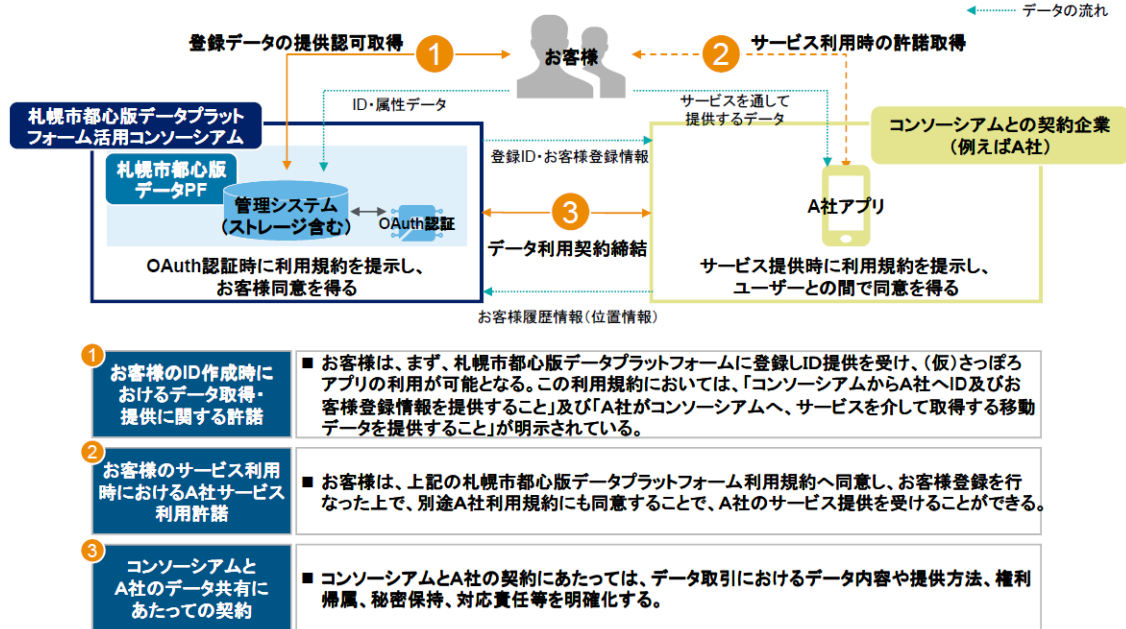 データの流れ
登録データの提供認可取得
1
お客様
2
サービス利用時の許諾取得
ID・属性データ
サービスを通して
提供するデータ
札幌市都心版データプラット
フォーム活用コンソーシアム
コンソーシアムとの契約企業
(例えばA社)
登録ID・お客様登録情報
札幌市都心版
データPF
管理システム
(ストレージ含む)
OAuth認証
3
A社アプリ
データ利用契約締結
OAuth認証時に利用規約を提示し、
お客様同意を得る
サービス提供時に利用規約を提示し、
ユーザーとの間で同意を得る
お客様履歴情報(位置情報)
1
お客様のID作成時に
おけるデータ取得・
提供に関する許諾
■ お客様は、まず、札幌市都心版データプラットフォームに登録しID提供を受け、(仮)さっぽろ
アプリの利用が可能となる。この利用規約においては、「コンソーシアムからA社へID及びお
客様登録情報を提供すること」及び「A社がコンソーシアムへ、サービスを介して取得する移動
データを提供すること」が明示されている。
2
お客様のサービス利用
時におけるA社サービス
利用許諾
■ お客様は、上記の札幌市都心版データプラットフォーム利用規約へ同意し、お客様登録を行
なった上で、別途A社利用規約にも同意することで、A社のサービス提供を受けることができる。
3
コンソーシアムと
A社のデータ共有に
あたっての契約
■ コンソーシアムとA社の契約にあたっては、データ取引におけるデータ内容や提供方法、権利
帰属、秘密保持、対応責任等を明確化する。